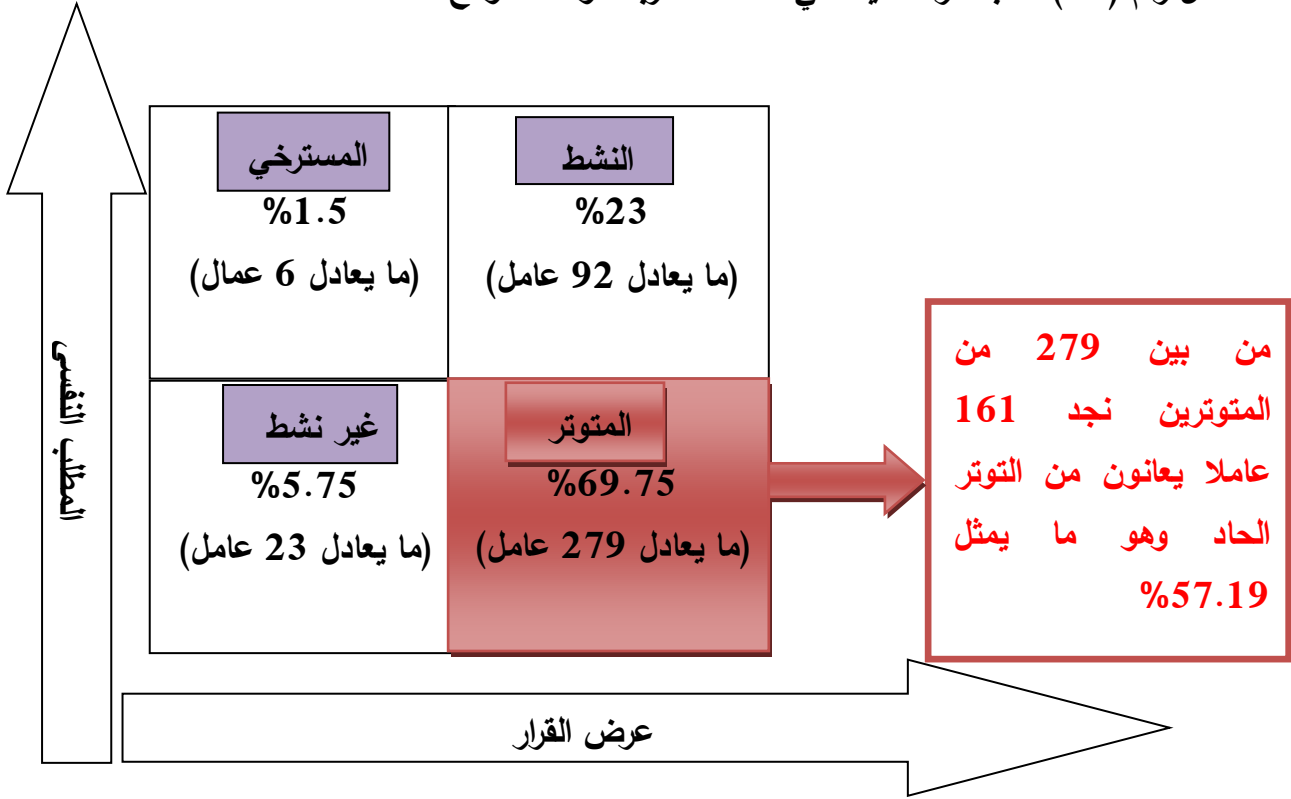 المسترخي
%1.5
(ما يعادل 6 عمال)
النشط
%23
(ما يعادل 92 عامل)
غير نشط
%5.75
(ما يعادل 23 عامل)
المتوتر
%69.75
(ما يعادل 279 عامل)
من بين 279 من
المتوترين نجد 161
عاملا يعانون من التوتر
الحاد وهو ما يمثل
%57.19
المطلب النفسي
عرض القرار